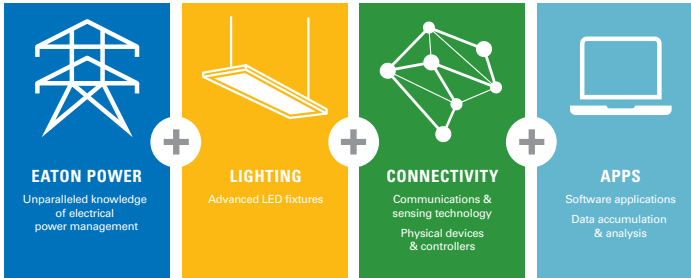 EATON POWER
Unparalleled knowledge
of electrical
power management
LIGHTING
Advanced LED fixtures
CONNECTIVITY
Communications &
sensing technology
Physical devices
& controllers
APPS
Software applications
Data accumulation
& analysis